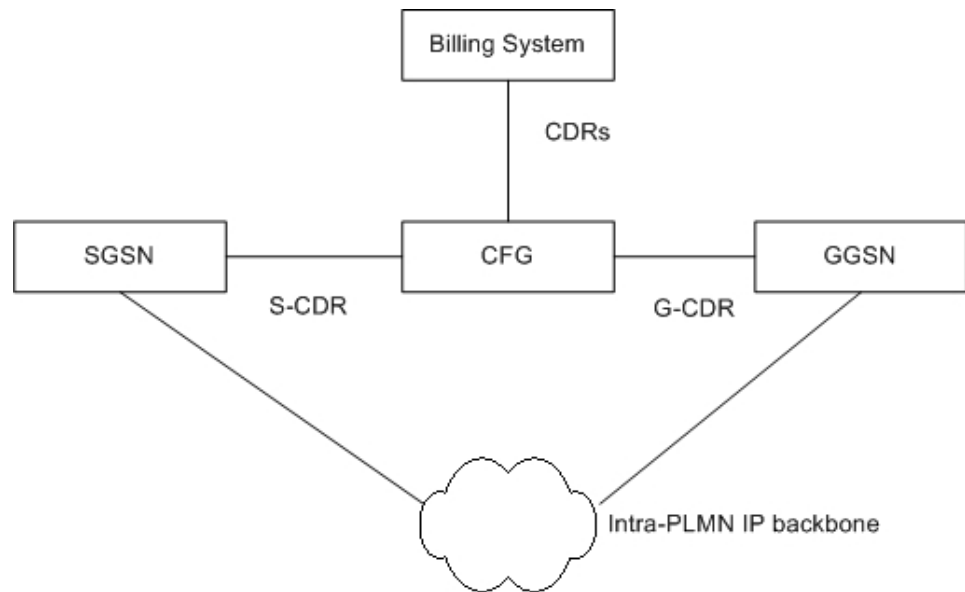 Billing System
CDRs
SGSN
CFG
GGSN
S-CDR
G-CDR
Intra-PLMN IP backbone